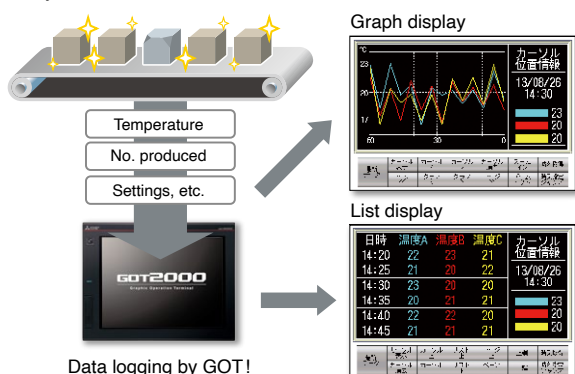 Graph display
℃
23
20
17
60
30
0
カーソル
位置情報
13/08/26
14:30
23
20
20
Temperature
No. produced
Settings, etc.
List display
日時 温度A 温度B 温度C
14:20 22 23 21
14:25 21 20 22
14:30 23 20 20
14:35 20 21 21
14:40 22 22 20
14:45 21 21 21
カーソル
位置情報
13/08/26
14:30
23
20
20
GOT2000
Graphic Operation Terminal
Data logging by GOT!